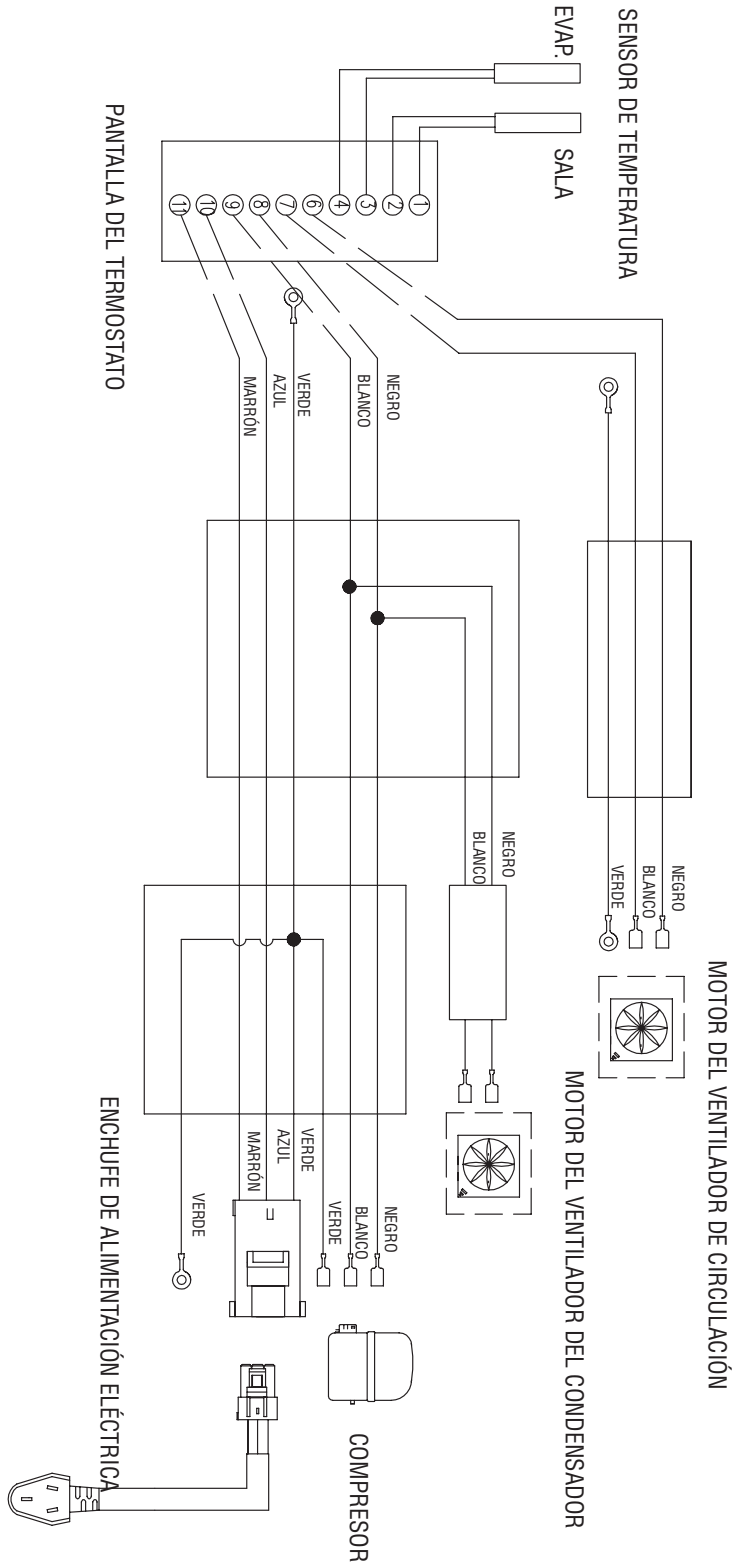 SENSOR DE TEMPERATURA
EVAP.
SALA
PANTALLA DEL TERMOSTATO
1
2
3
4
6
7
8
9
10
11
NEGRO
BLANCO
VERDE
AZUL
MARRÓN
NEGRO
BLANCO
VERDE
MOTOR DEL VENTILADOR DE CIRCULACIÓN
NEGRO
BLANCO
MOTOR DEL VENTILADOR DEL CONDENSADOR
NEGRO
BLANCO
VERDE
VERDE
AZUL
MARRÓN
VERDE
COMPRESOR
ENCHUFE DE ALIMENTACIÓN ELÉCTRICA